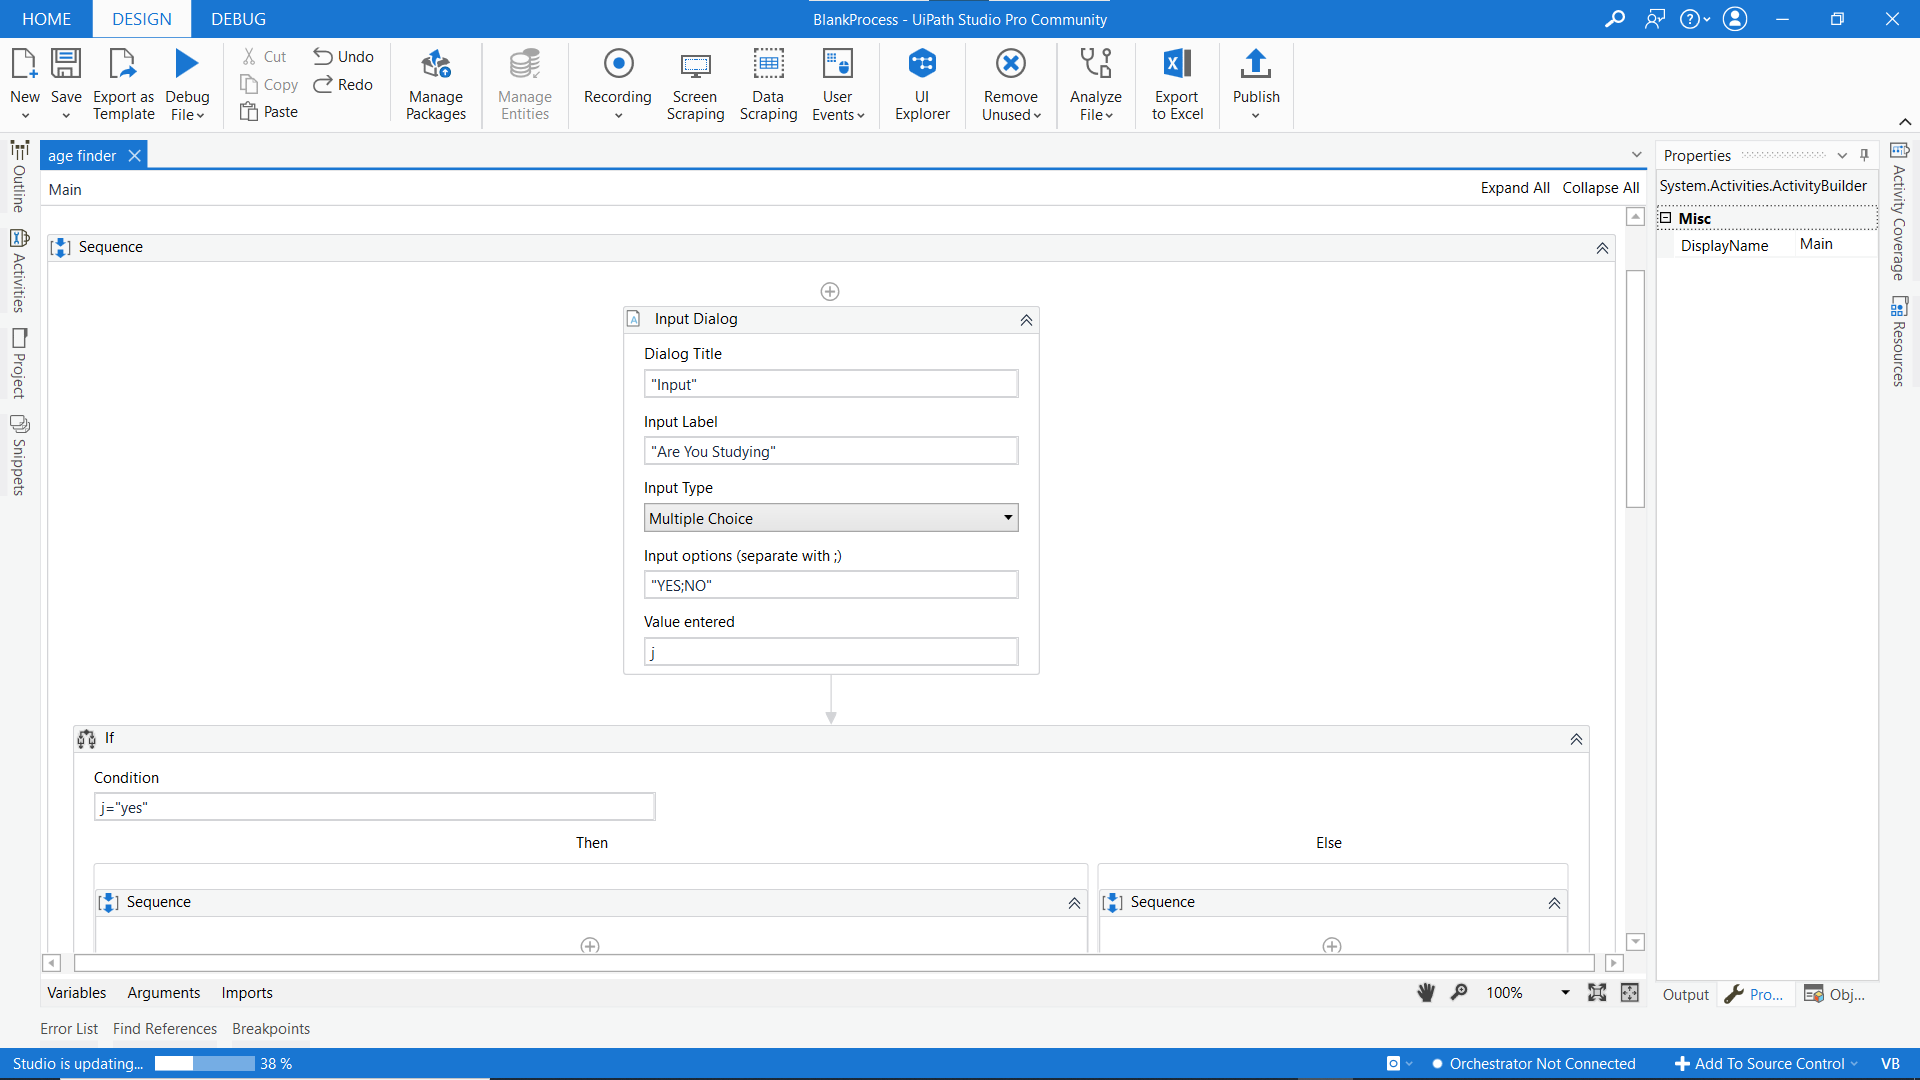 HOME DESIGN DEBUG
BlankProcess - UiPath Studio Pro Community
New
Save
Export as Template
Debug File
Cut
Copy
Paste
Undo
Redo
Manage Packages
Manage Entities
Recording
Screen Scraping
Data Scraping
User Events
UI Explorer
Remove Unused
Analyze File
Export to Excel
Publish
Outline
Activities
Project
Snippets
age finder
Main
Expand All Collapse All
Sequence
Input Dialog
Dialog Title
"Input"
Input Label
"Are You Studying"
Input Type
Multiple Choice
Input options (separate with ;)
"YES;NO"
Value entered
j
If
Condition
j="yes"
Then Else
Sequence Sequence
Properties
System.Activities.ActivityBuilder
Misc
DisplayName Main
Activity Coverage
Resources
Variables Arguments Imports
100%
Output Pro... Obj...
Error List Find References Breakpoints
Studio is updating... 38 %
Orchestrator Not Connected
Add To Source Control
VB